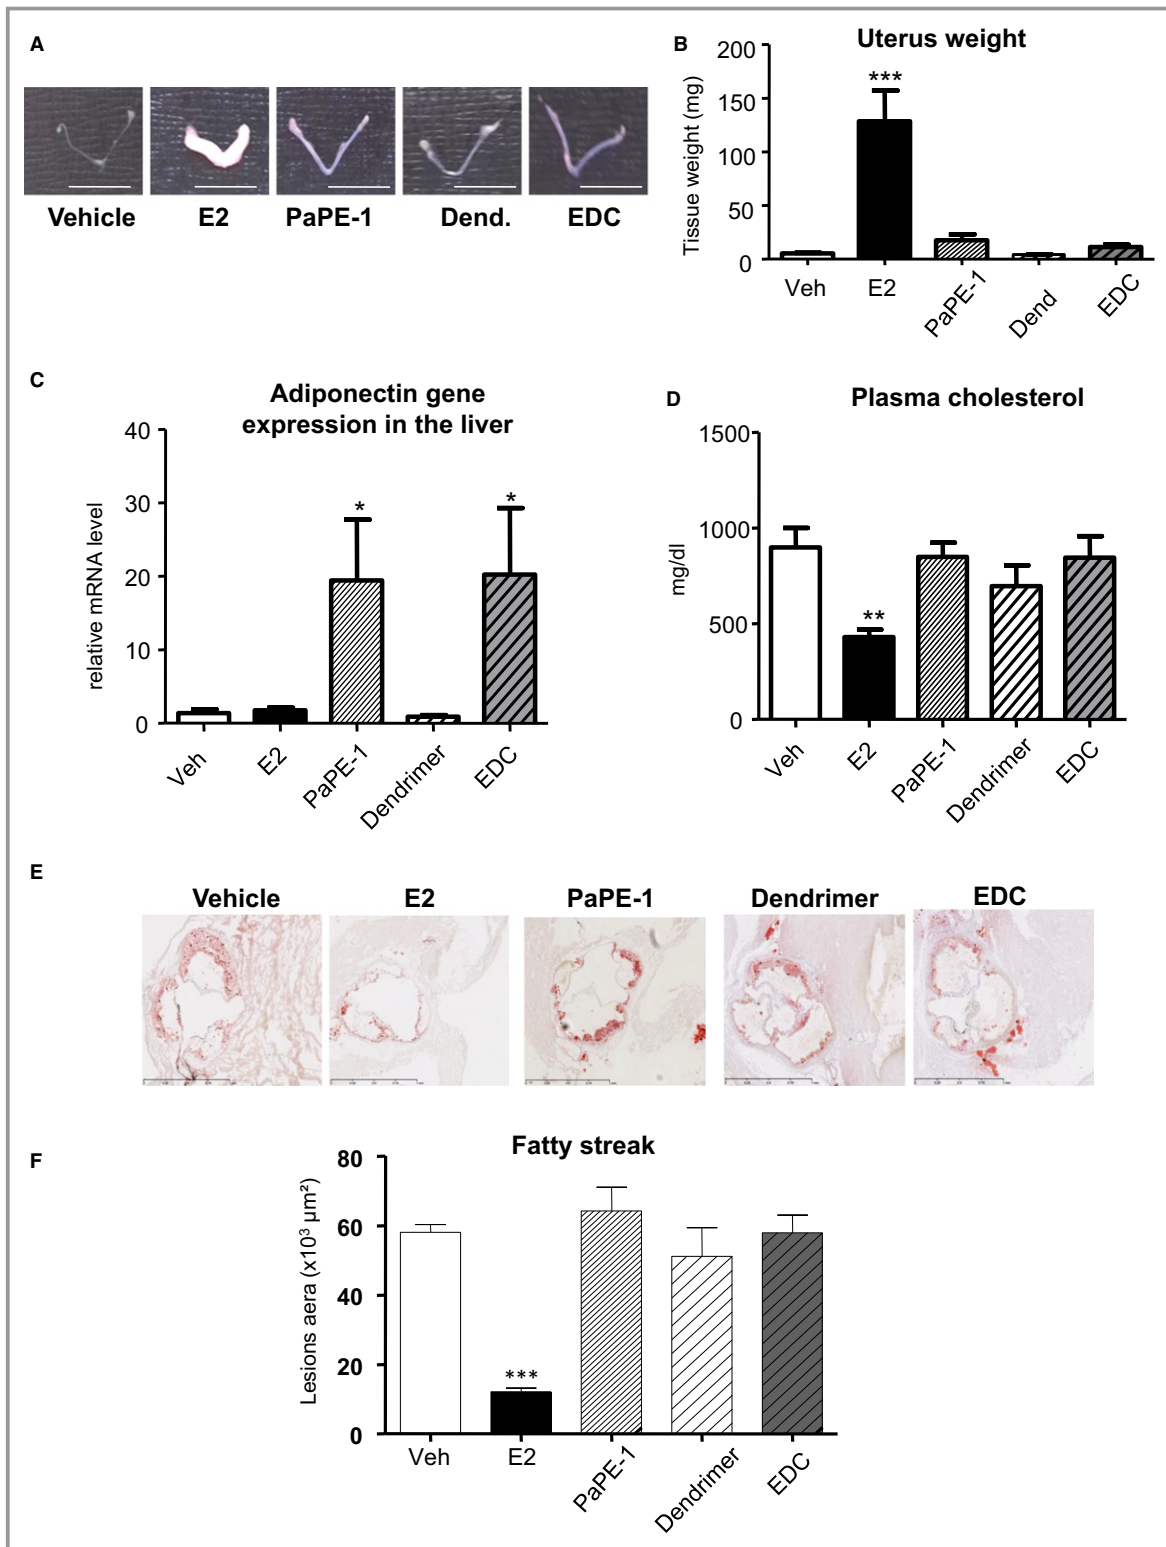 A
Vehicle E2 PaPE-1 Dend. EDC
B
Uterus weight
Tissue weight (mg)
200
150
100
50
0
***
Veh E2 PaPE-1 Dend EDC
C
Adiponectin gene
expression in the liver
relative mRNA level
40
30
20
10
0
* *
Veh E2 PaPE-1 Dendrimer EDC
D
Plasma cholesterol
mg/dl
1500
1000
500
0
**
Veh E2 PaPE-1 Dendrimer EDC
E
Vehicle E2 PaPE-1 Dendrimer EDC
F
Fatty streak
Lesions aera (x10³ µm²)
80
60
40
20
0
***
Veh E2 PaPE-1 Dendrimer EDC